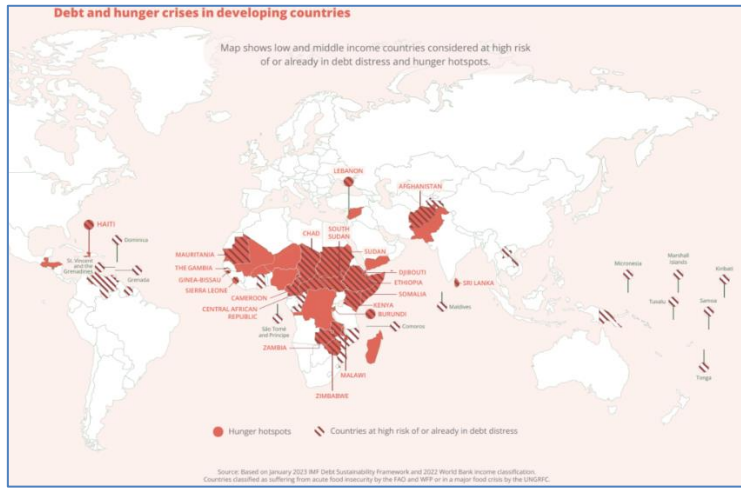 Debt and hunger crises in developing countries
Map shows low and middle income countries considered at high risk
of or already in debt distress and hunger hotspots.
LEBANON
AFGHANISTAN
HAITI
Dominica
St. Vincent
and the
Grenadines
Grenada
MAURITANIA
THE GAMBIA
GINEA-BISSAU
SIERRA LEONE
CAMEROON
CENTRAL AFRICAN
REPUBLIC
São Tomé
and Principe
ZAMBIA
CHAD
SOUTH
SUDAN
SUDAN
DJIBOUTI
ETHIOPIA
SOMALIA
KENYA
BURUNDI
Comoros
MALAWI
ZIMBABWE
SRI LANKA
Maldives
Micronesia
Marshall
Islands
Kiribati
Tuvalu
Samoa
Tonga
Hunger hotspots
Countries at high risk of or already in debt distress
Source: Based on January 2023 IMF Debt Sustainability Framework and 2022 World Bank income classification.
Countries classified as suffering from acute food insecurity by the FAO and WFP or in a major food crisis by the UNGRFC.